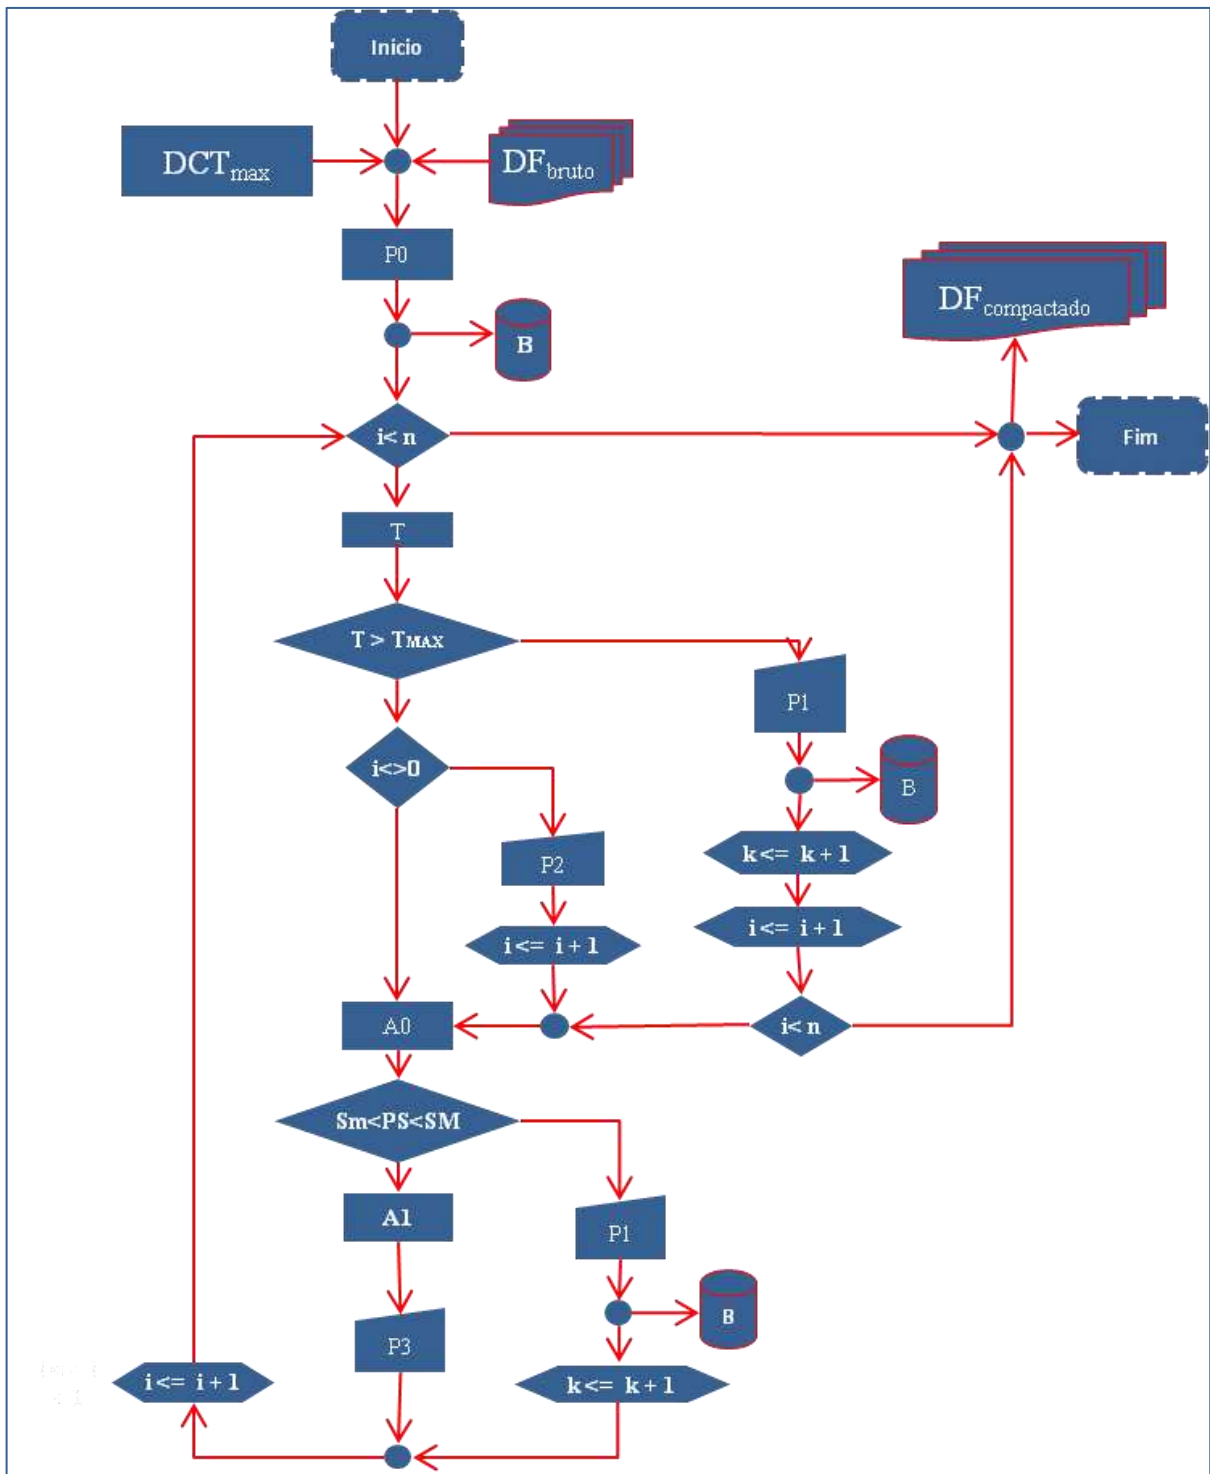 Inicio
DCTmax
DFbruto
P0
B
DFcompactado
i< n
Fim
T
T > TMAX
P1
i<>0
B
P2
k<= k+1
i<= i+1
i<= i+1
A0
i< n
Sm<PS<SM
A1
P1
B
P3
i<= i+1
k<= k+1